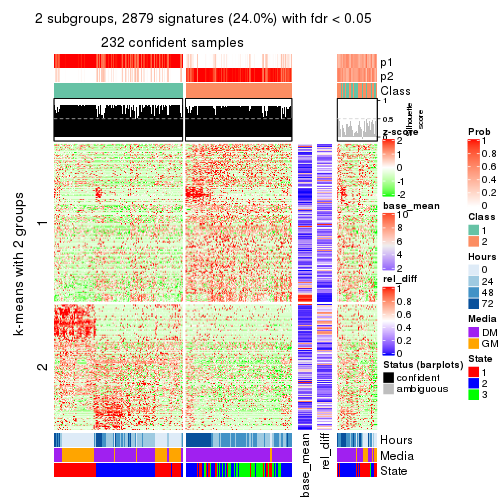 2 subgroups, 2879 signatures (24.0%) with fdr < 0.05
232 confident samples
p1
p2
Class
1
0.5
0
silhouette
score
k-means with 2 groups
1
2
z-score
2
1
0
-1
-2
base_mean
10
8
6
4
2
rel_diff
1
0.8
0.6
0.4
0.2
0
Status (barplots)
confident
ambiguous
Prob
1
0.8
0.6
0.4
0.2
0
Class
1
2
Hours
0
24
48
72
Media
DM
GM
State
1
2
3
Hours
Media
State
base_mean
rel_diff